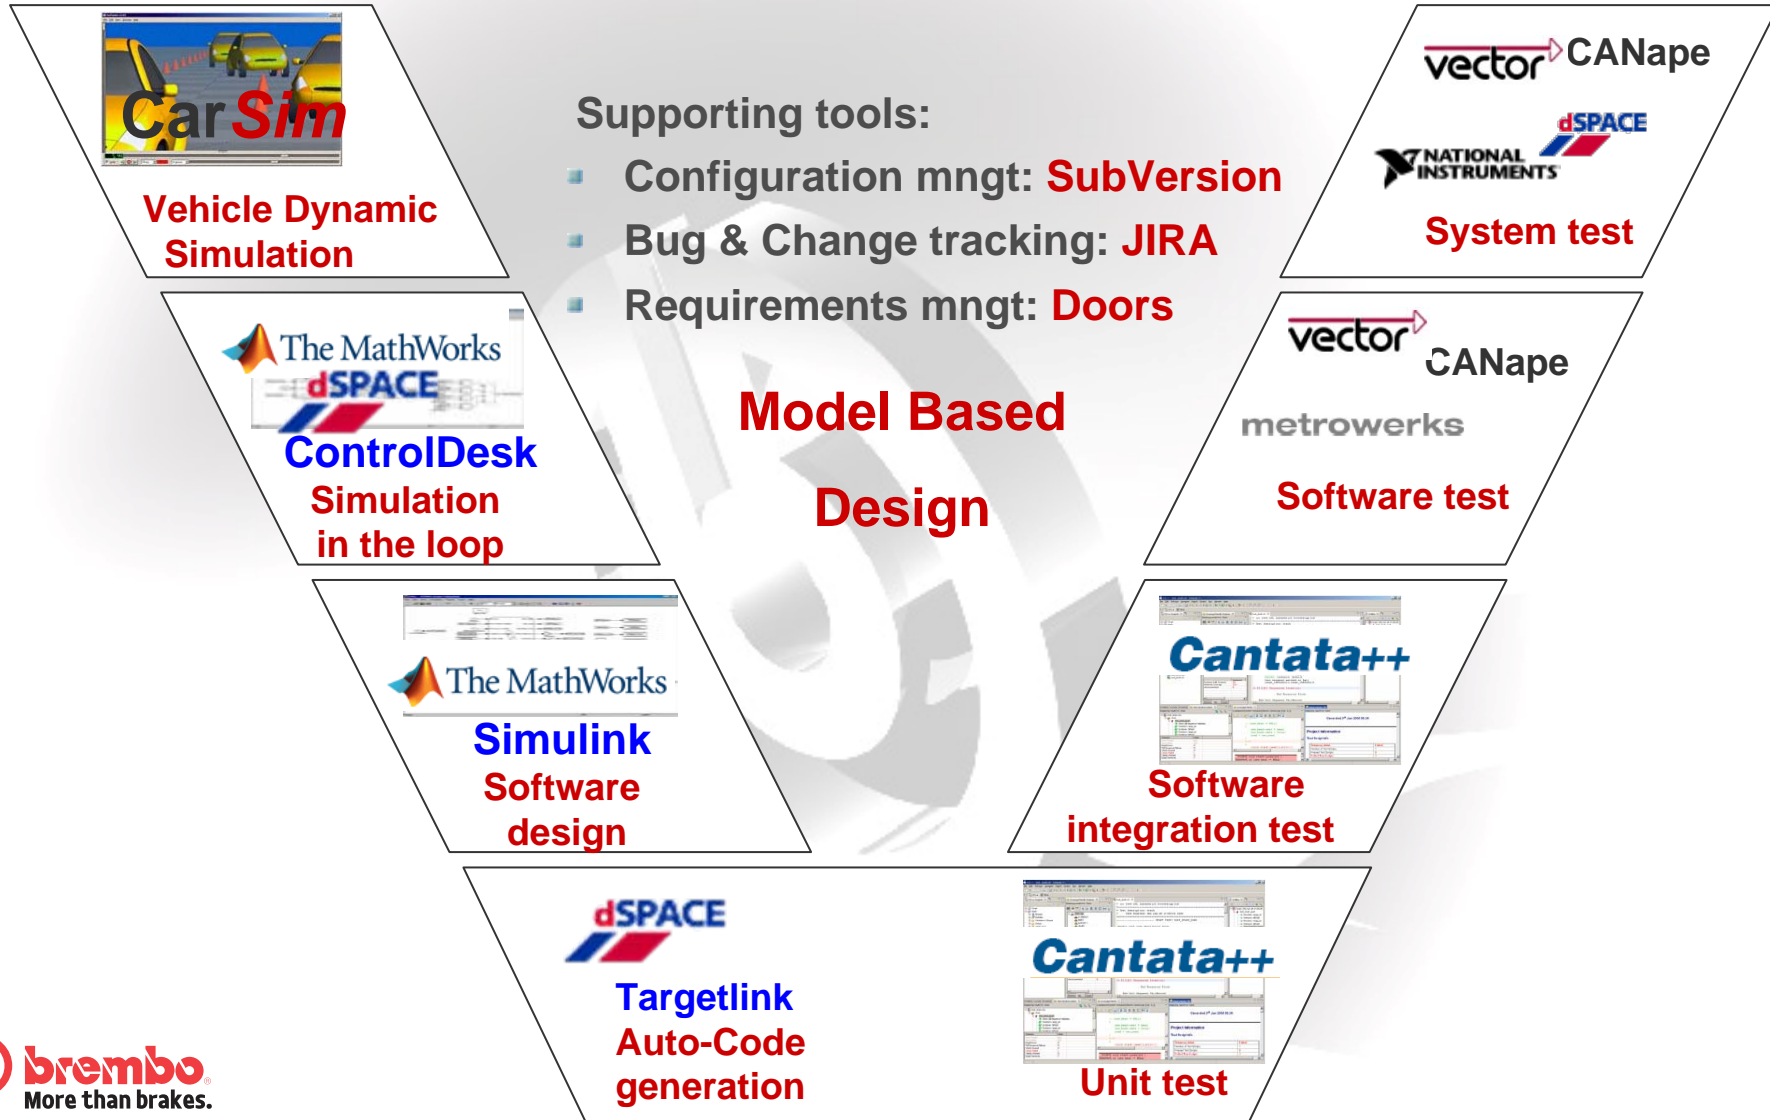 CarSim
Vehicle Dynamic
Simulation
Supporting tools:
Configuration mngt: SubVersion
Bug & Change tracking: JIRA
Requirements mngt: Doors
vector CANape
dSPACE
NATIONAL
INSTRUMENTS
System test
The MathWorks
dSPACE
ControlDesk
Simulation
in the loop
Model Based
Design
vector
CANape
metrowerks
Software test
The MathWorks
Simulink
Software
design
Cantata++
Software
integration test
dSPACE
Targetlink
Auto-Code
generation
Cantata++
Unit test
brembo®
More than brakes.